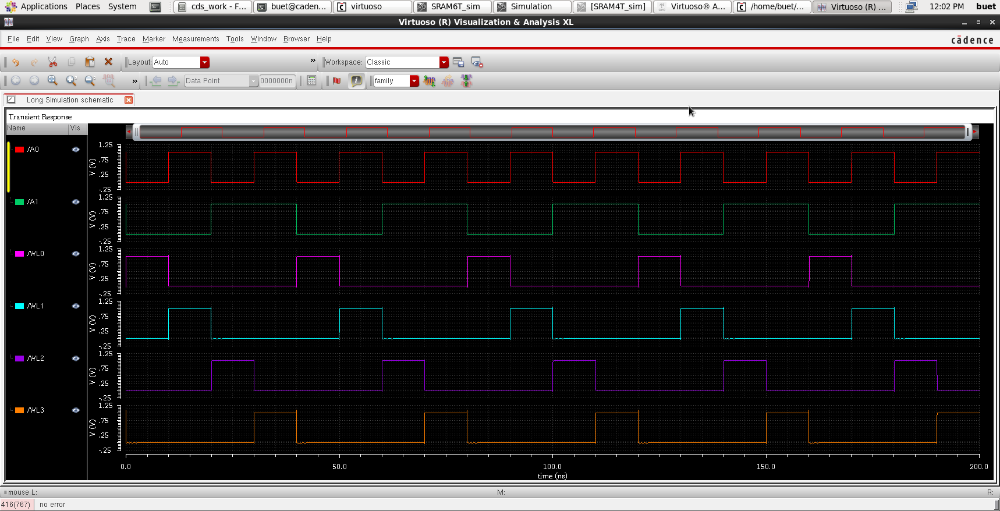 Applications Places System cds_work - F... buet@caden... virtuoso SRAM6T_sim Simulation [SRAM4T_sim] Virtuoso® A... /home/buet/... Virtuoso (R) ... 12:02 PM buet
Virtuoso (R) Visualization & Analysis XL
File Edit View Graph Axis Trace Marker Measurements Tools Window Browser Help
cādence
Layout: Auto » Workspace: Classic
» Data Point 0000000n family
Long Simulation schematic
Transient Response
Name Vis
/A0
V (V)
1.25
.75
.25
-.25
/A1
V (V)
1.25
.75
.25
-.25
/WL0
V (V)
1.25
.75
.25
-.25
/WL1
V (V)
1.25
.75
.25
-.25
/WL2
V (V)
1.25
.75
.25
-.25
/WL3
V (V)
1.25
.75
.25
-.25
0.0 50.0 100.0 150.0 200.0
time (ns)
mouse L: M: R:
416(767) no error